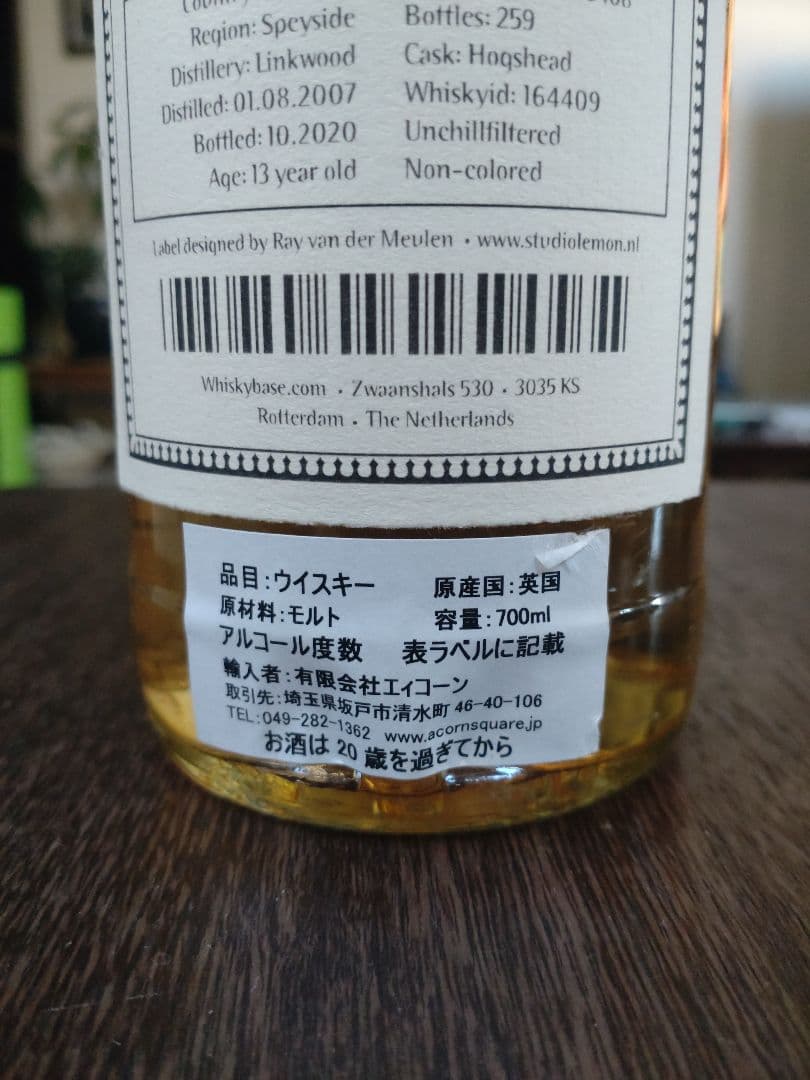 Region: Speyside
Bottles: 259
Distillery: Linkwood
Cask: Hogshead
Distilled: 01.08.2007
Whiskyid: 164409
Bottled: 10.2020
Unchillfiltered
Age: 13 year old
Non-colored
Label designed by Ray van der Meulen • www.studiolemon.nl
Whiskybase.com • Zwaanshals 530 • 3035 KS
Rotterdam • The Netherlands
品目:ウイスキー 原産国:英国
原材料:モルト 容量:700ml
アルコール度数 表ラベルに記載
輸入者:有限会社エィコーン
取引先:埼玉県坂戸市清水町 46-40-106
TEL:049-282-1362 www.acornsquare.jp
お酒は 20 歳を過ぎてから